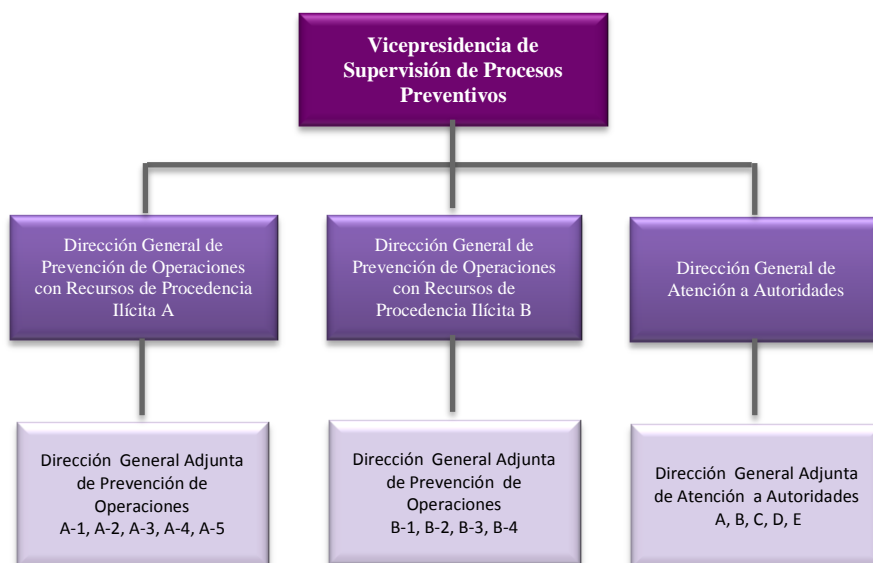 Vicepresidencia de
Supervisión de Procesos
Preventivos
Dirección General de
Prevención de Operaciones
con Recursos de Procedencia
Ilícita A
Dirección General de
Prevención de Operaciones
con Recursos de
Procedencia Ilícita B
Dirección General de
Atención a Autoridades
Dirección General Adjunta
de Prevención de
Operaciones
A-1, A-2, A-3, A-4, A-5
Dirección General Adjunta
de Prevención de
Operaciones
B-1, B-2, B-3, B-4
Dirección General Adjunta
de Atención a Autoridades
A, B, C, D, E